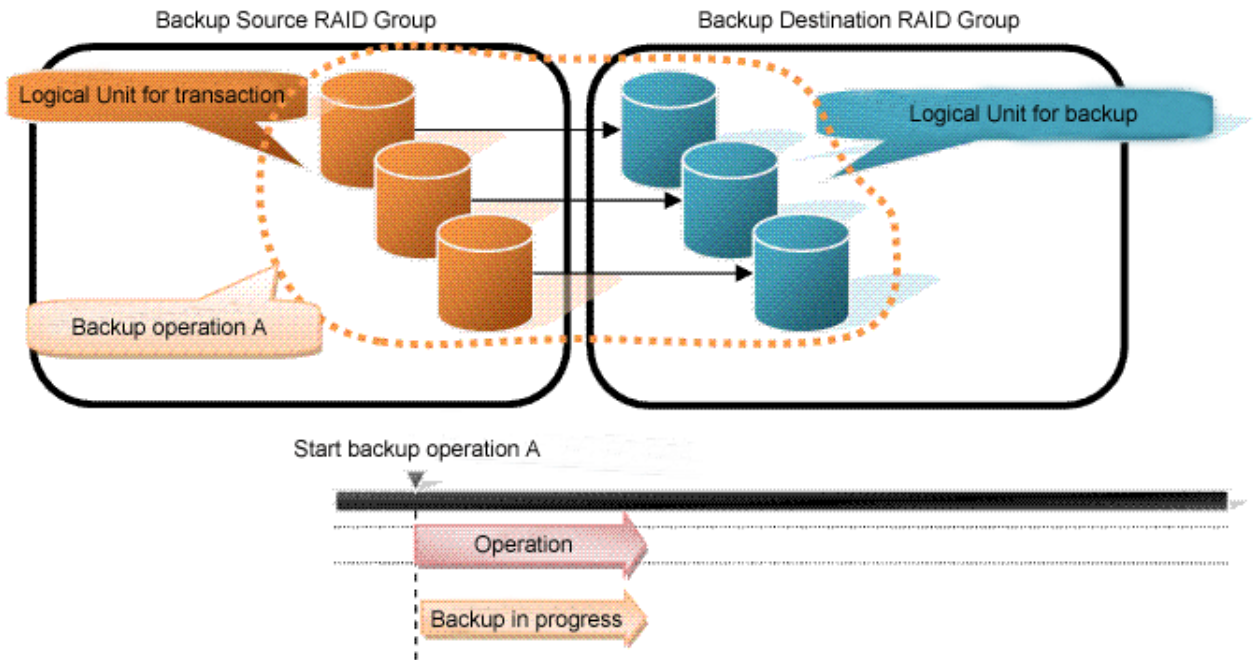 Backup Source RAID Group
Backup Destination RAID Group
Logical Unit for transaction
Logical Unit for backup
Backup operation A
Start backup operation A
Operation
Backup in progress